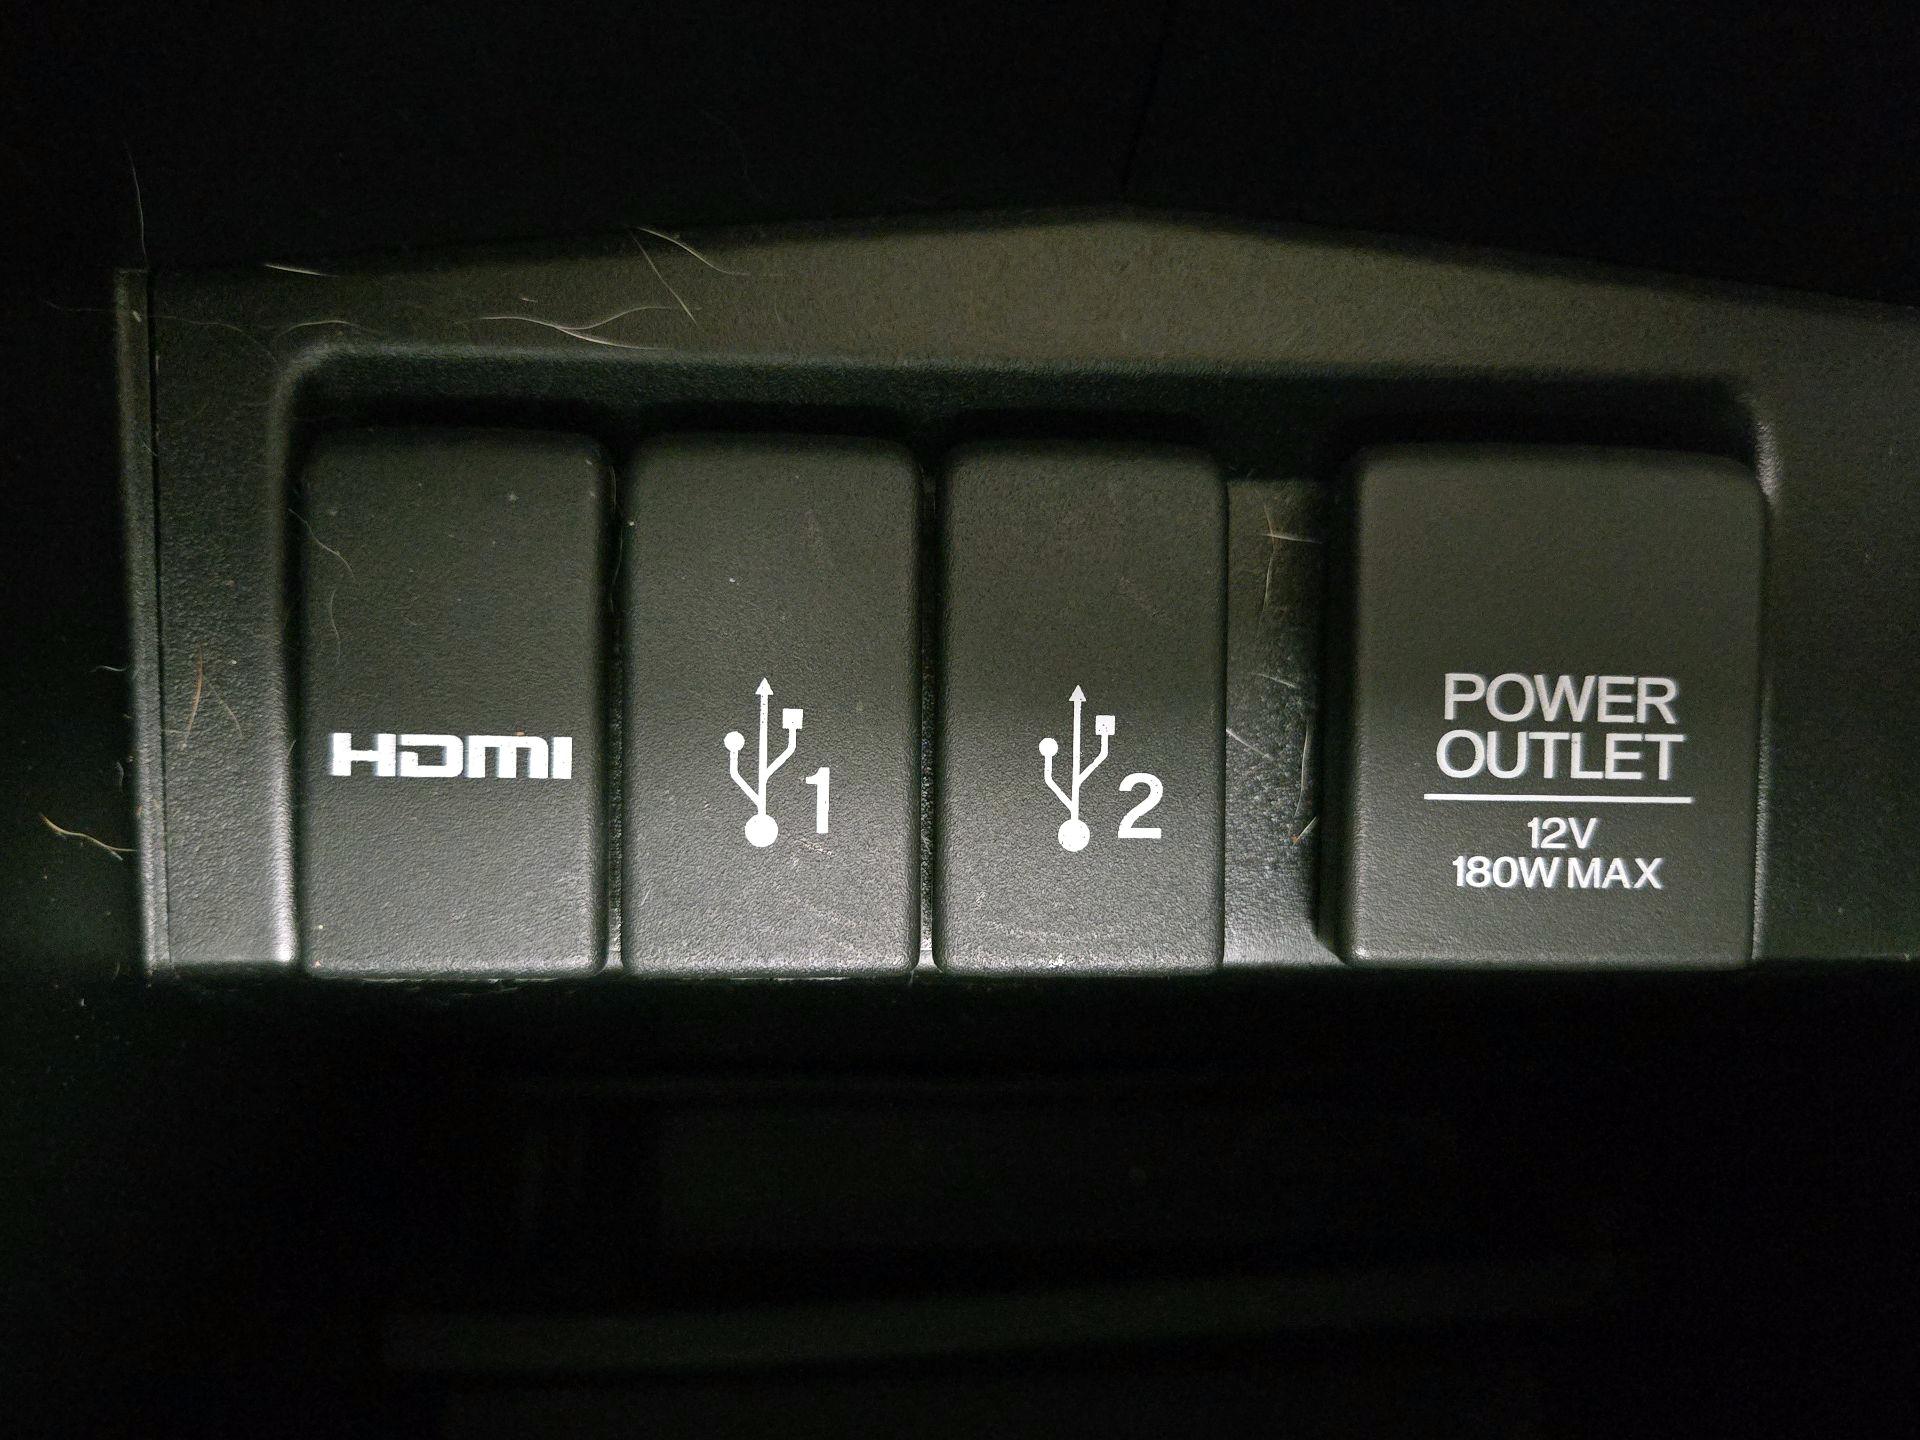 HDMI
1
2
POWER
OUTLET
12V
180W MAX